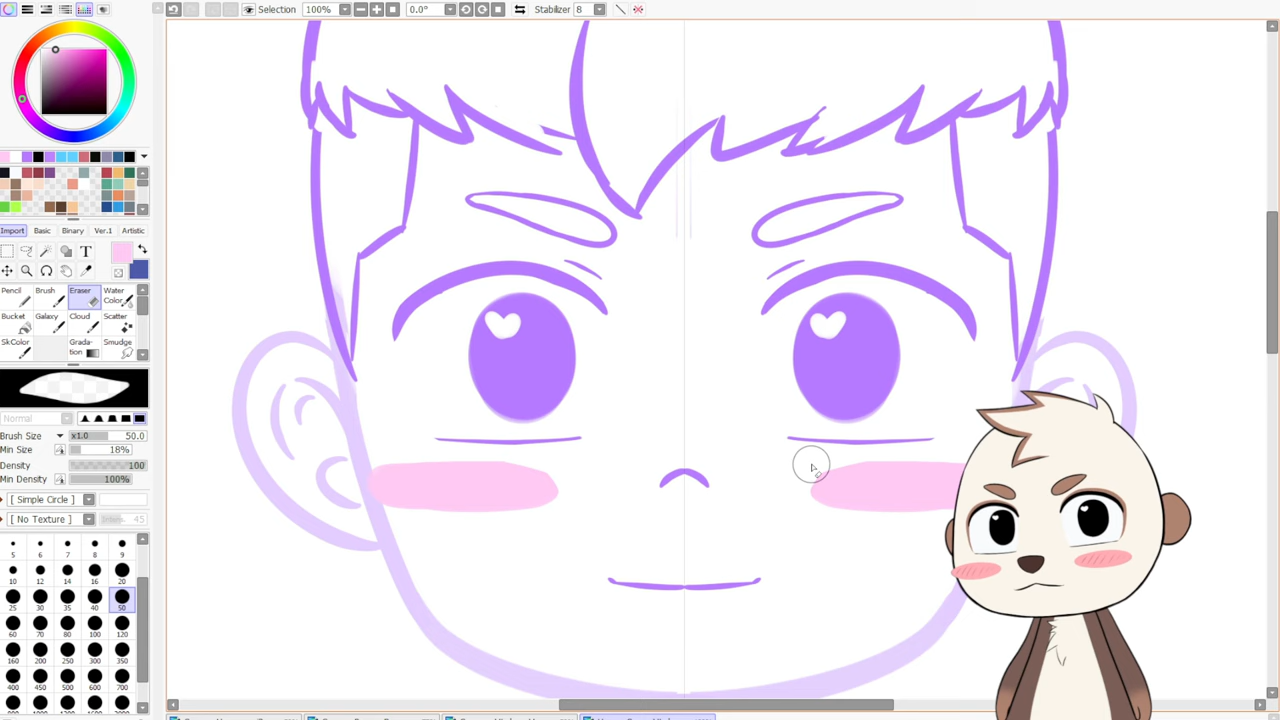 Selection 100% 0.0° Stabilizer 8
Import Basic Binary Ver.1 Artistic
T
Pencil Brush Eraser Water Color
Bucket Galaxy Cloud Scatter
SkColor Grada-tion Smudge
Normal
Brush Size x1.0 50.0
Min Size 18%
Density 100
Min Density 100%
[ Simple Circle ]
[ No Texture ] 45
5 6 7 8 9
10 12 14 16 20
25 30 35 40 50
60 70 80 100 120
160 200 250 300 350
400 450 500 600 700